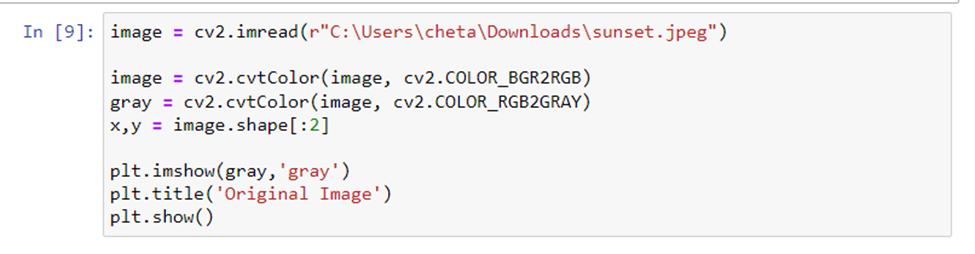 In [9]: image = cv2.imread(r"C:\Users\cheta\Downloads\sunset.jpeg")
image = cv2.cvtColor(image, cv2.COLOR_BGR2RGB)
gray = cv2.cvtColor(image, cv2.COLOR_RGB2GRAY)
x,y = image.shape[:2]
plt.imshow(gray,'gray')
plt.title('Original Image')
plt.show()